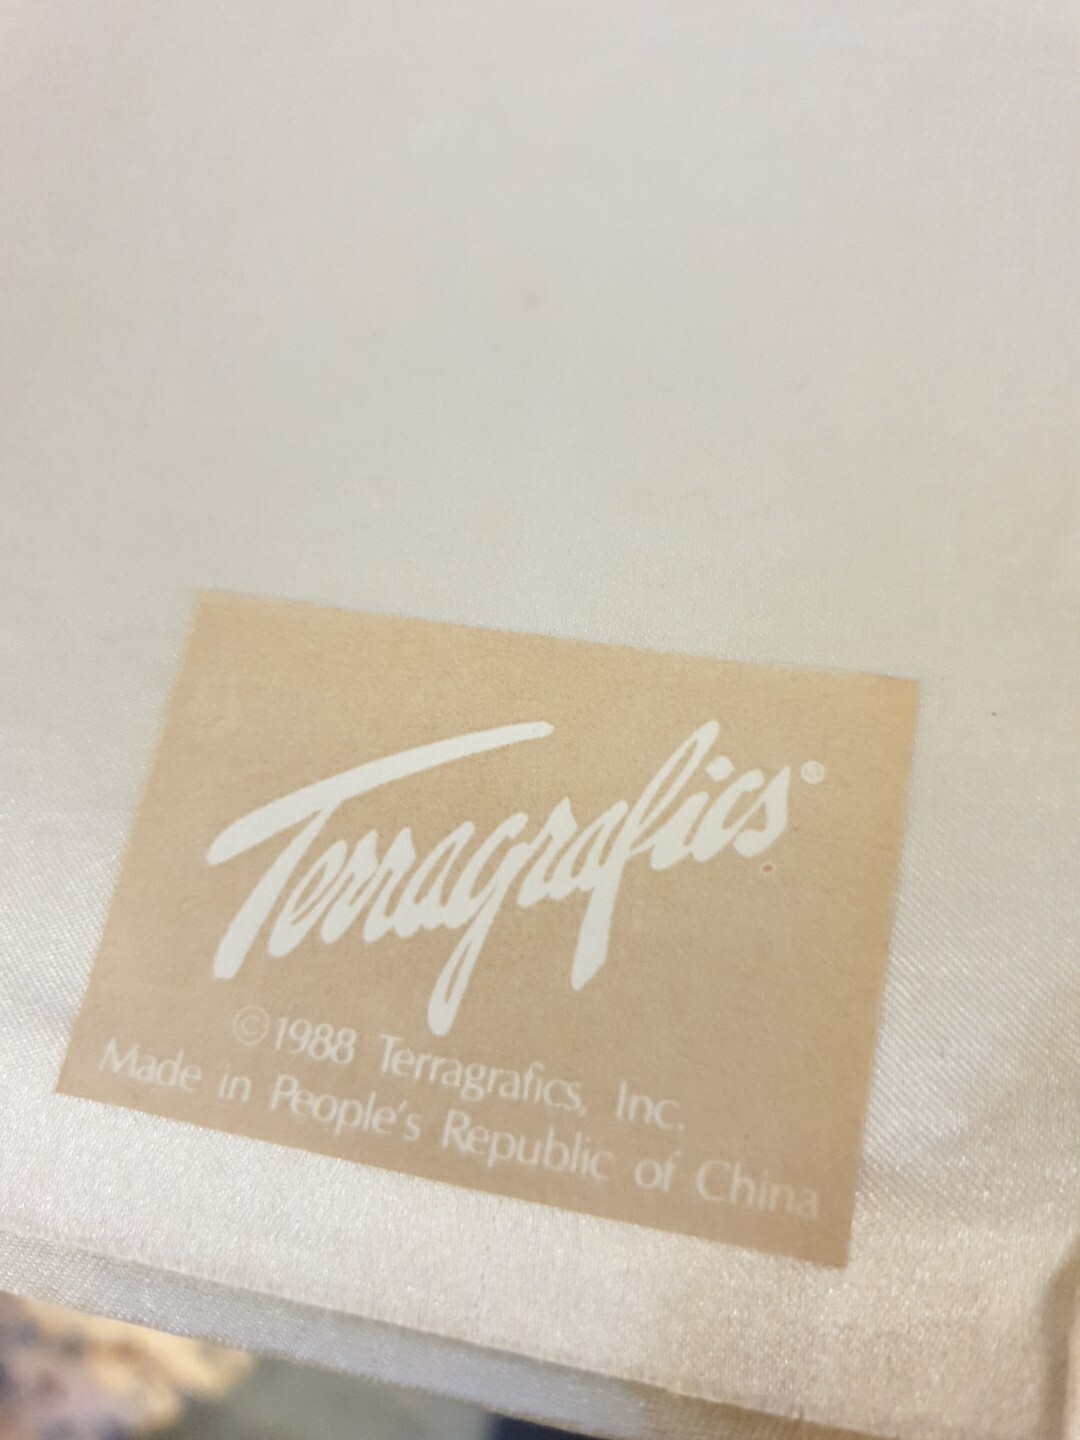 Terragrafics®
©1988 Terragrafics, Inc.
Made in People's Republic of China